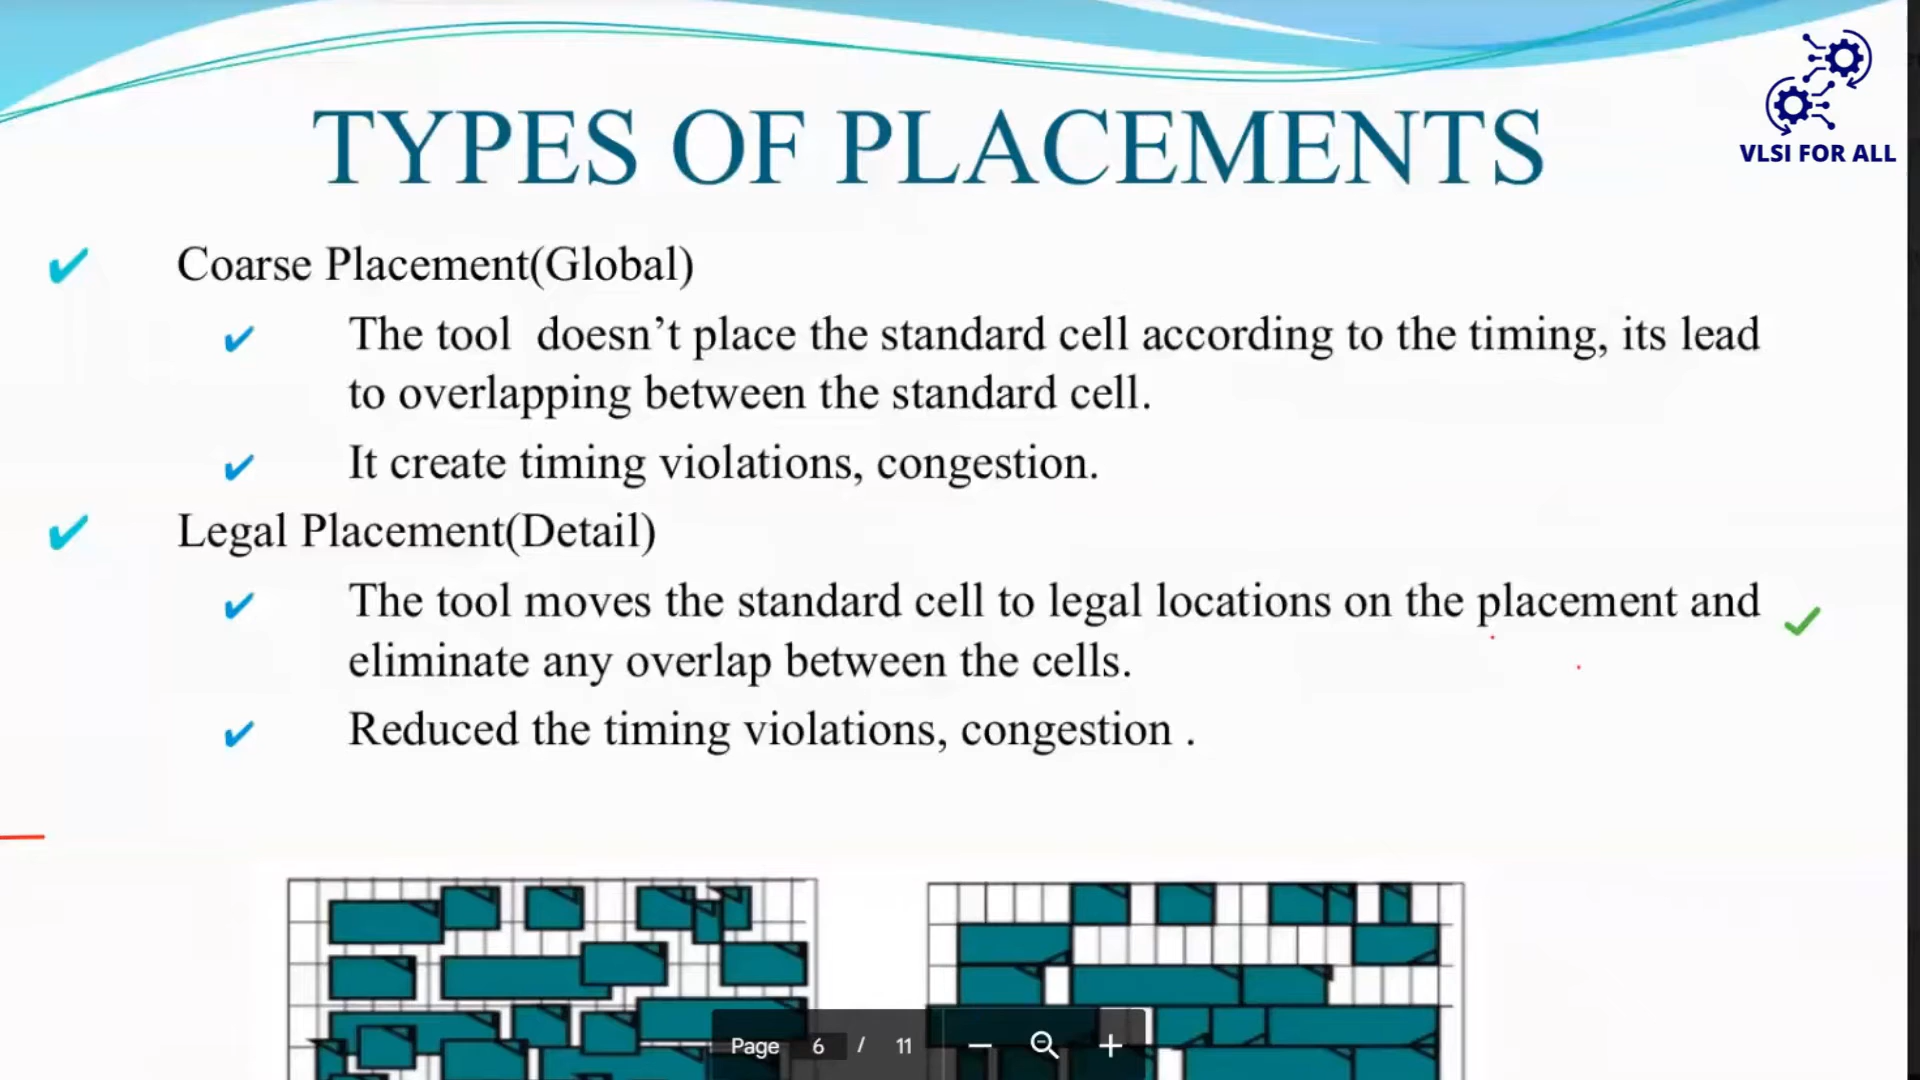 VLSI FOR ALL
TYPES OF PLACEMENTS
Coarse Placement(Global)
The tool doesn’t place the standard cell according to the timing, its lead
to overlapping between the standard cell.
It create timing violations, congestion.
Legal Placement(Detail)
The tool moves the standard cell to legal locations on the placement and
eliminate any overlap between the cells.
Reduced the timing violations, congestion .
Page 6 / 11